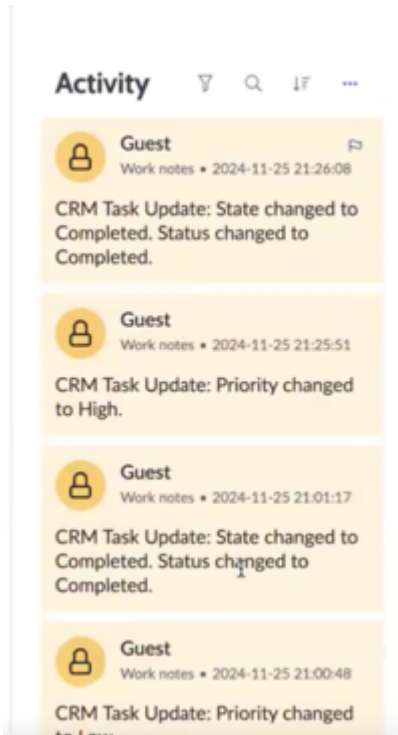 Activity
Guest
Work notes • 2024-11-25 21:26:08
CRM Task Update: State changed to
Completed. Status changed to
Completed.
Guest
Work notes • 2024-11-25 21:25:51
CRM Task Update: Priority changed
to High.
Guest
Work notes • 2024-11-25 21:01:17
CRM Task Update: State changed to
Completed. Status changed to
Completed.
Guest
Work notes • 2024-11-25 21:00:48
CRM Task Update: Priority changed
to Low